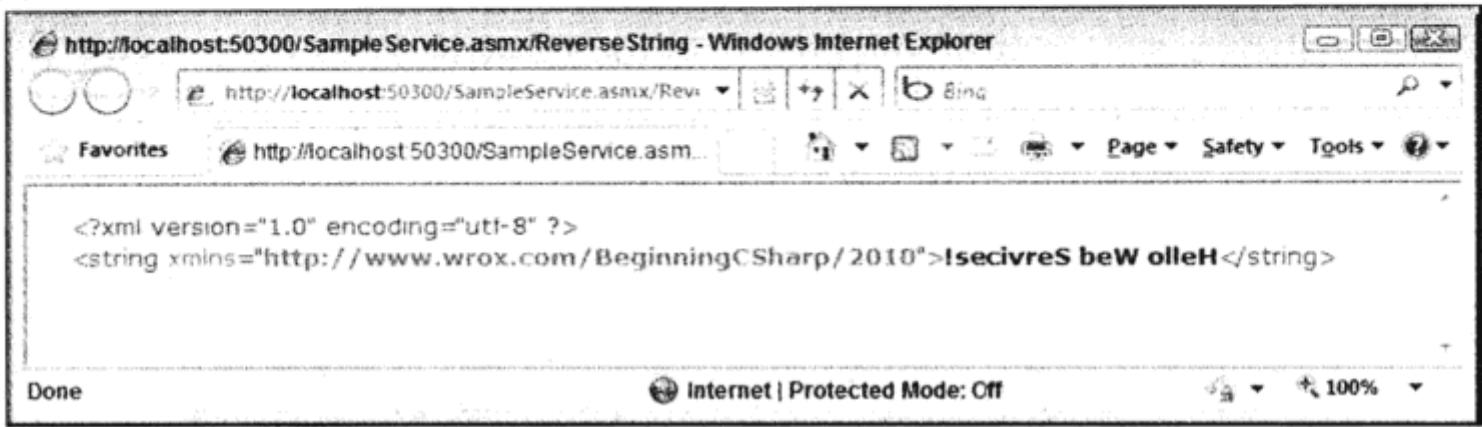 http://localhost:50300/SampleService.asmx/ReverseString - Windows Internet Explorer
http://localhost:50300/SampleService.asmx/Reve
Bing
Favorites
http://localhost:50300/SampleService.asm...
Page
Safety
Tools
<?xml version="1.0" encoding="utf-8" ?>
<string xmlns="http://www.wrox.com/BeginningCSharp/2010">!secivreS beW olleH</string>
Done
Internet | Protected Mode: Off
100%